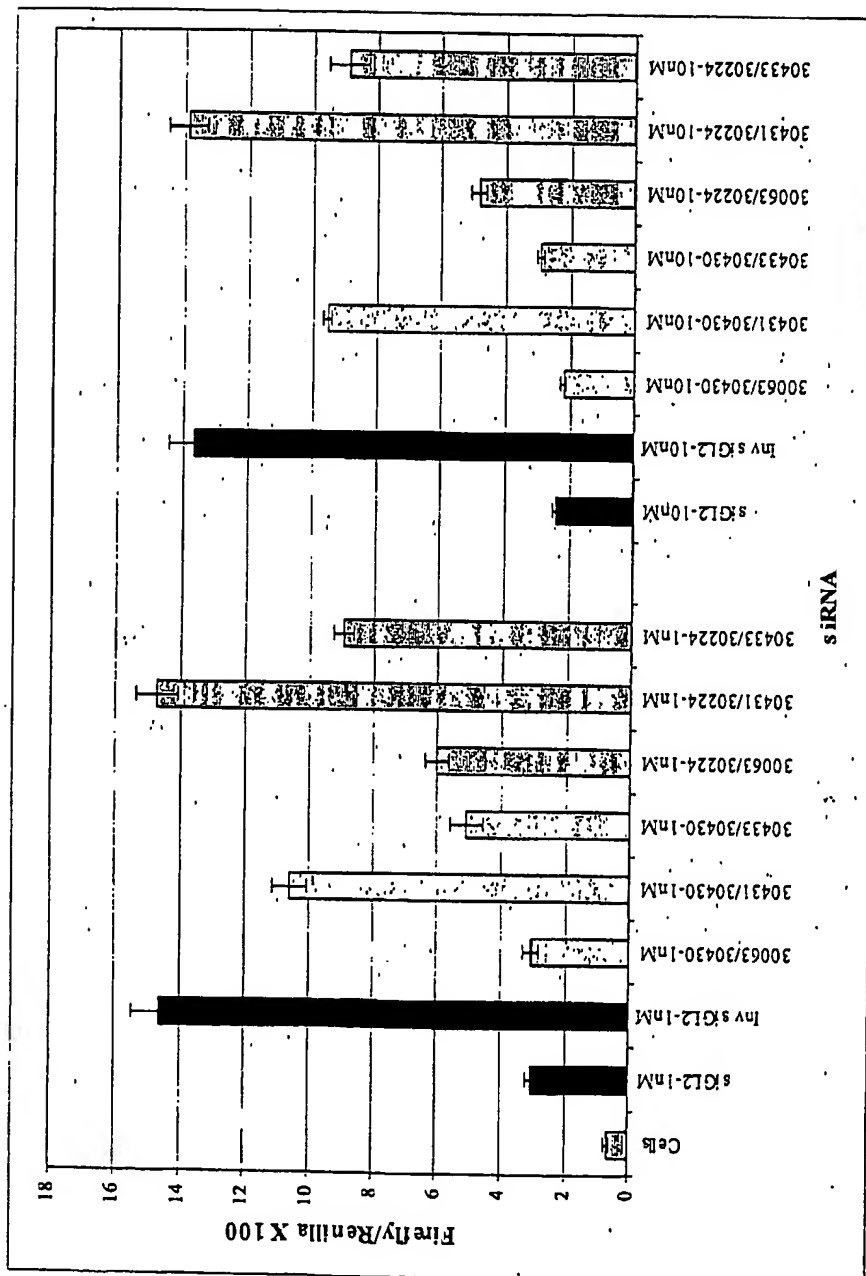 Firefly/Renilla X 100
18
16
14
12
10
8
6
4
2
0
Cells
siGL2-1nM
Inv siGL2-1nM
30063/30430-1nM
30431/30430-1nM
30433/30430-1nM
30063/30224-1nM
30431/30224-1nM
30433/30224-1nM
siGL2-10nM
Inv siGL2-10nM
30063/30430-10nM
30431/30430-10nM
30433/30430-10nM
30063/30224-10nM
30431/30224-10nM
30433/30224-10nM
siRNA